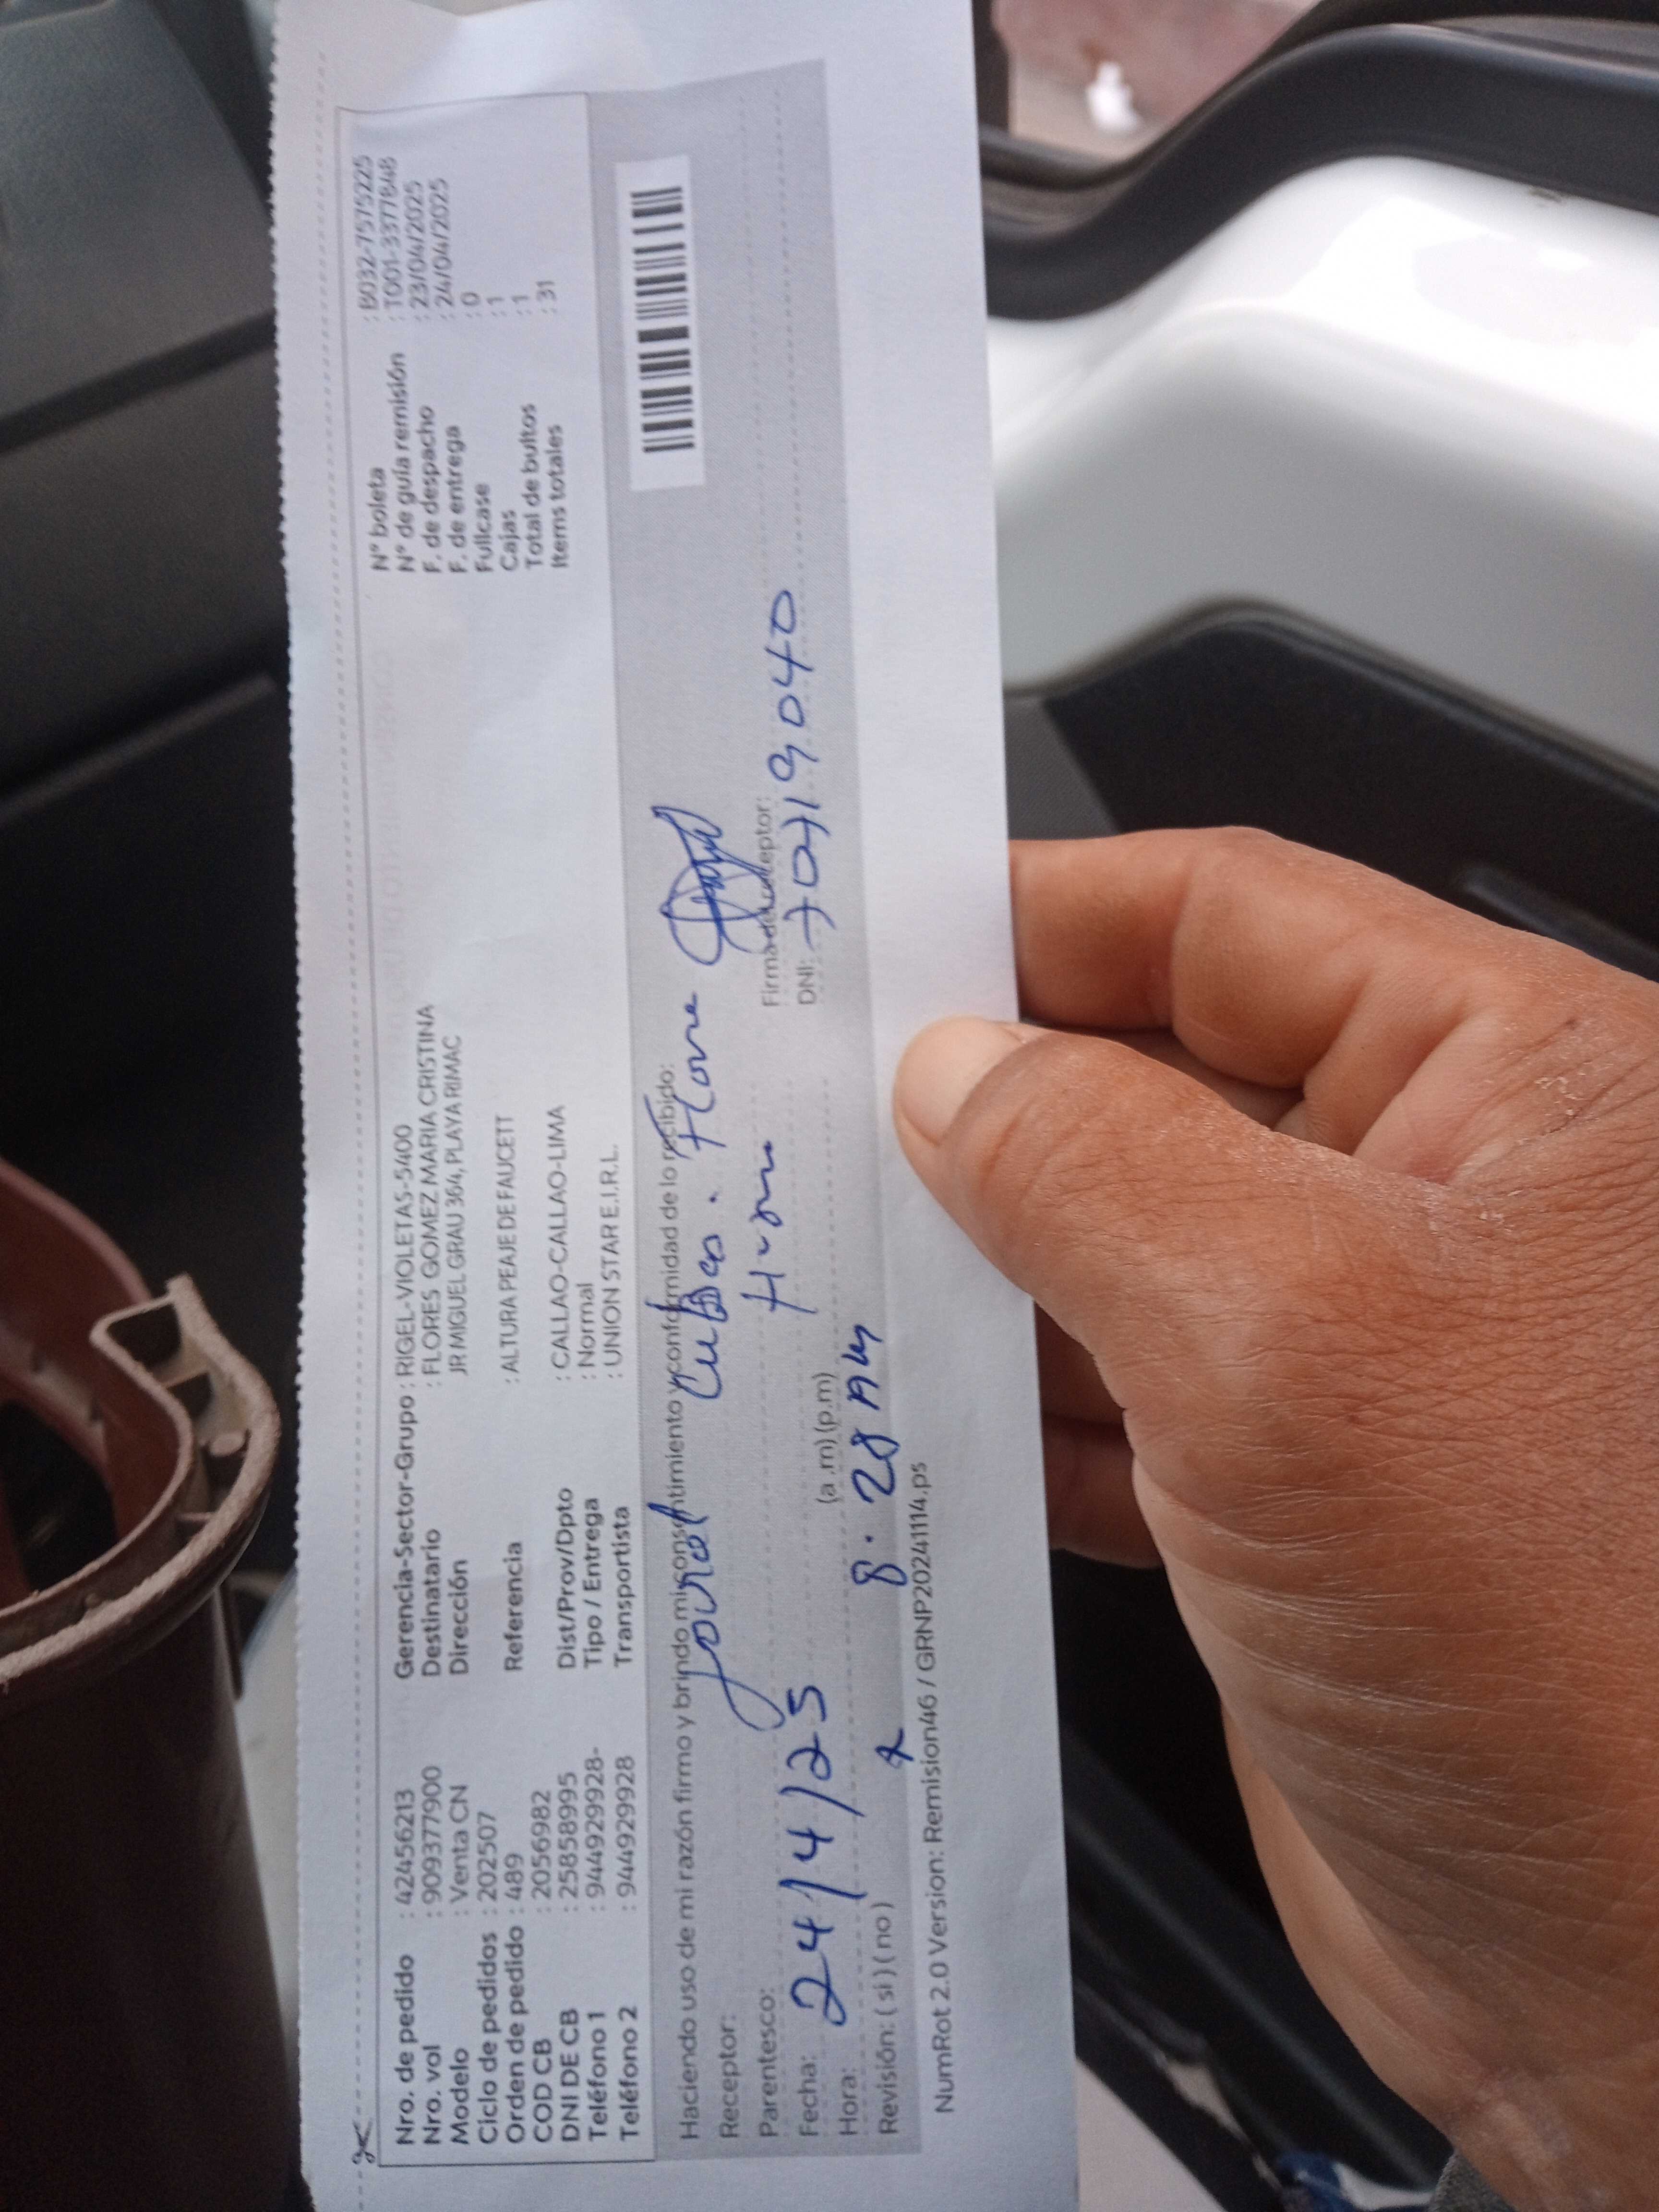 Nro. de pedido : 42456213
Nro. vol : 909377900
Modelo : Venta CN
Ciclo de pedidos : 202507
Orden de pedido : 489
COD CB : 2056982
DNI DE CB : 25858995
Teléfono 1 : 944929928-
Teléfono 2 : 944929928
Gerencia-Sector-Grupo : RIGEL-VIOLETAS-5400
Destinatario : FLORES GOMEZ MARIA CRISTINA
Dirección JR MIGUEL GRAU 364, PLAYA RIMAC
Referencia : ALTURA PEAJE DE FAUCETT
Dist/Prov/Dpto : CALLAO-CALLAO-LIMA
Tipo / Entrega : Normal
Transportista : UNION STAR E.I.R.L.
N° boleta : B032-7575225
N° de guía remisión : T001-3377848
F. de despacho : 23/04/2025
F. de entrega : 24/04/2025
Fullcase : 0
Cajas : 1
Total de bultos : 1
Items totales : 31
Haciendo uso de mi razón firmo y brindo mi consentimiento y conformidad de lo recibido:
Receptor:
Parentesco:
Firma del receptor:
Fecha: 24/4/25
DNI: 70719040
Hora: (a.m) (p.m)
8.28 AM
Revisión: ( si ) ( no )
NumRot 2.0 Version: Remision46 / GRNP20241114.ps